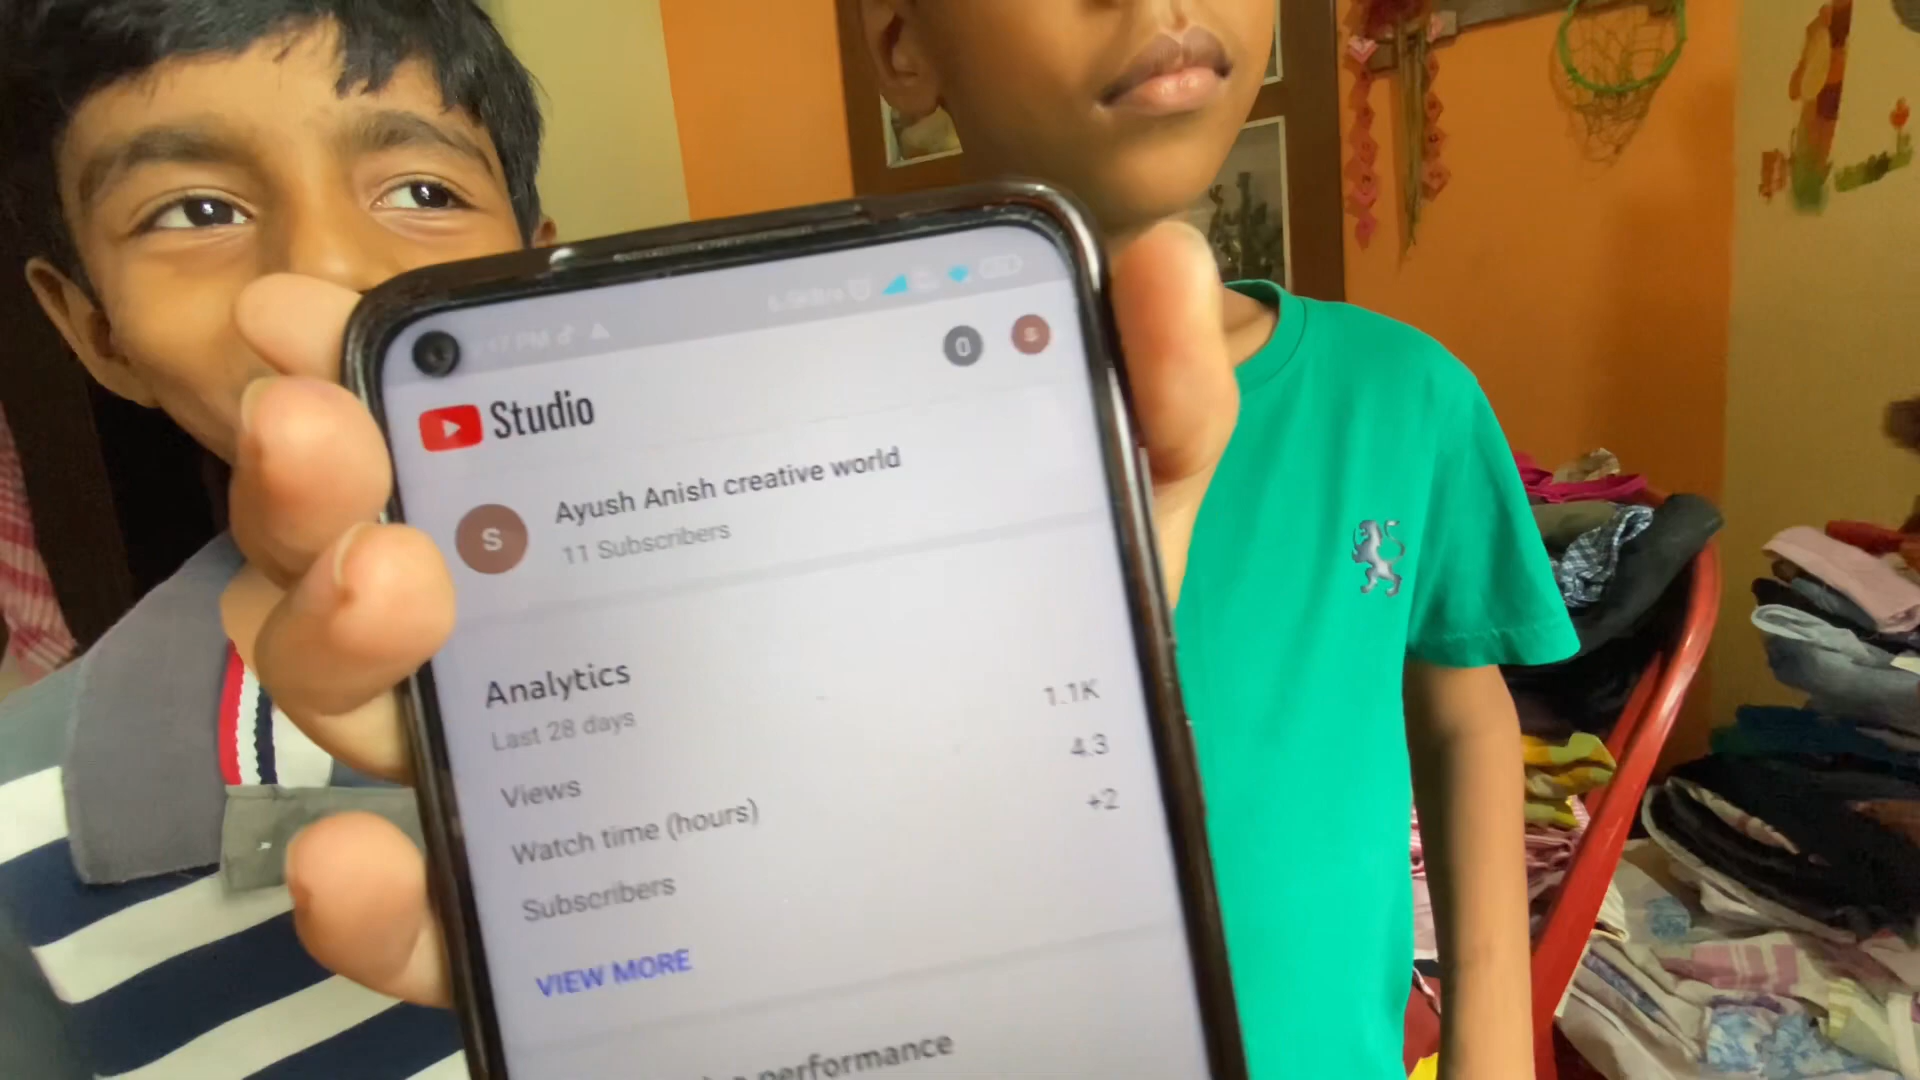 Studio
Ayush Anish creative world
S
11 Subscribers
Analytics
Last 28 days
Views 1.1K
Watch time (hours) 4.3
Subscribers +2
VIEW MORE
performance